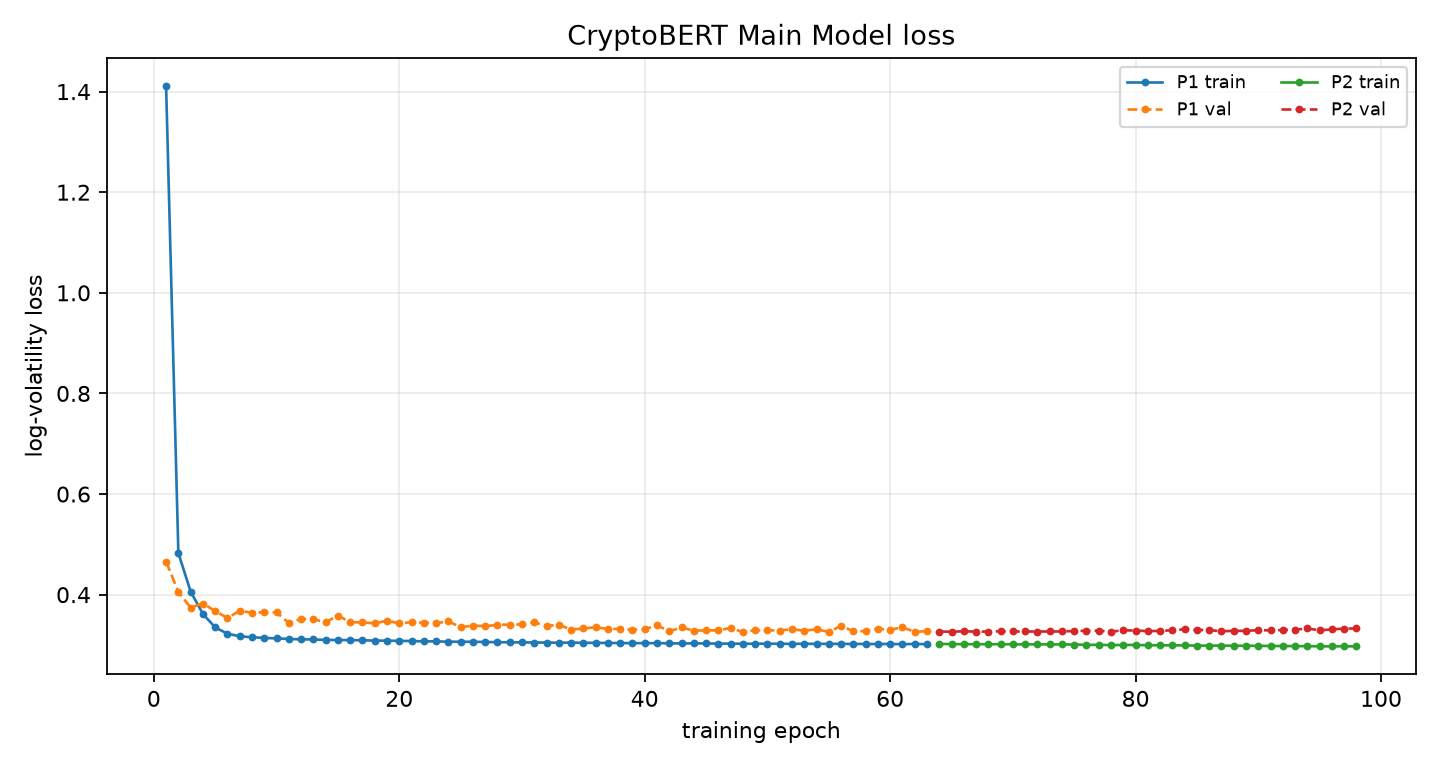 CryptoBERT Main Model loss
P1 train
P1 val
P2 train
P2 val
log-volatility loss
1.4
1.2
1.0
0.8
0.6
0.4
0 20 40 60 80 100
training epoch